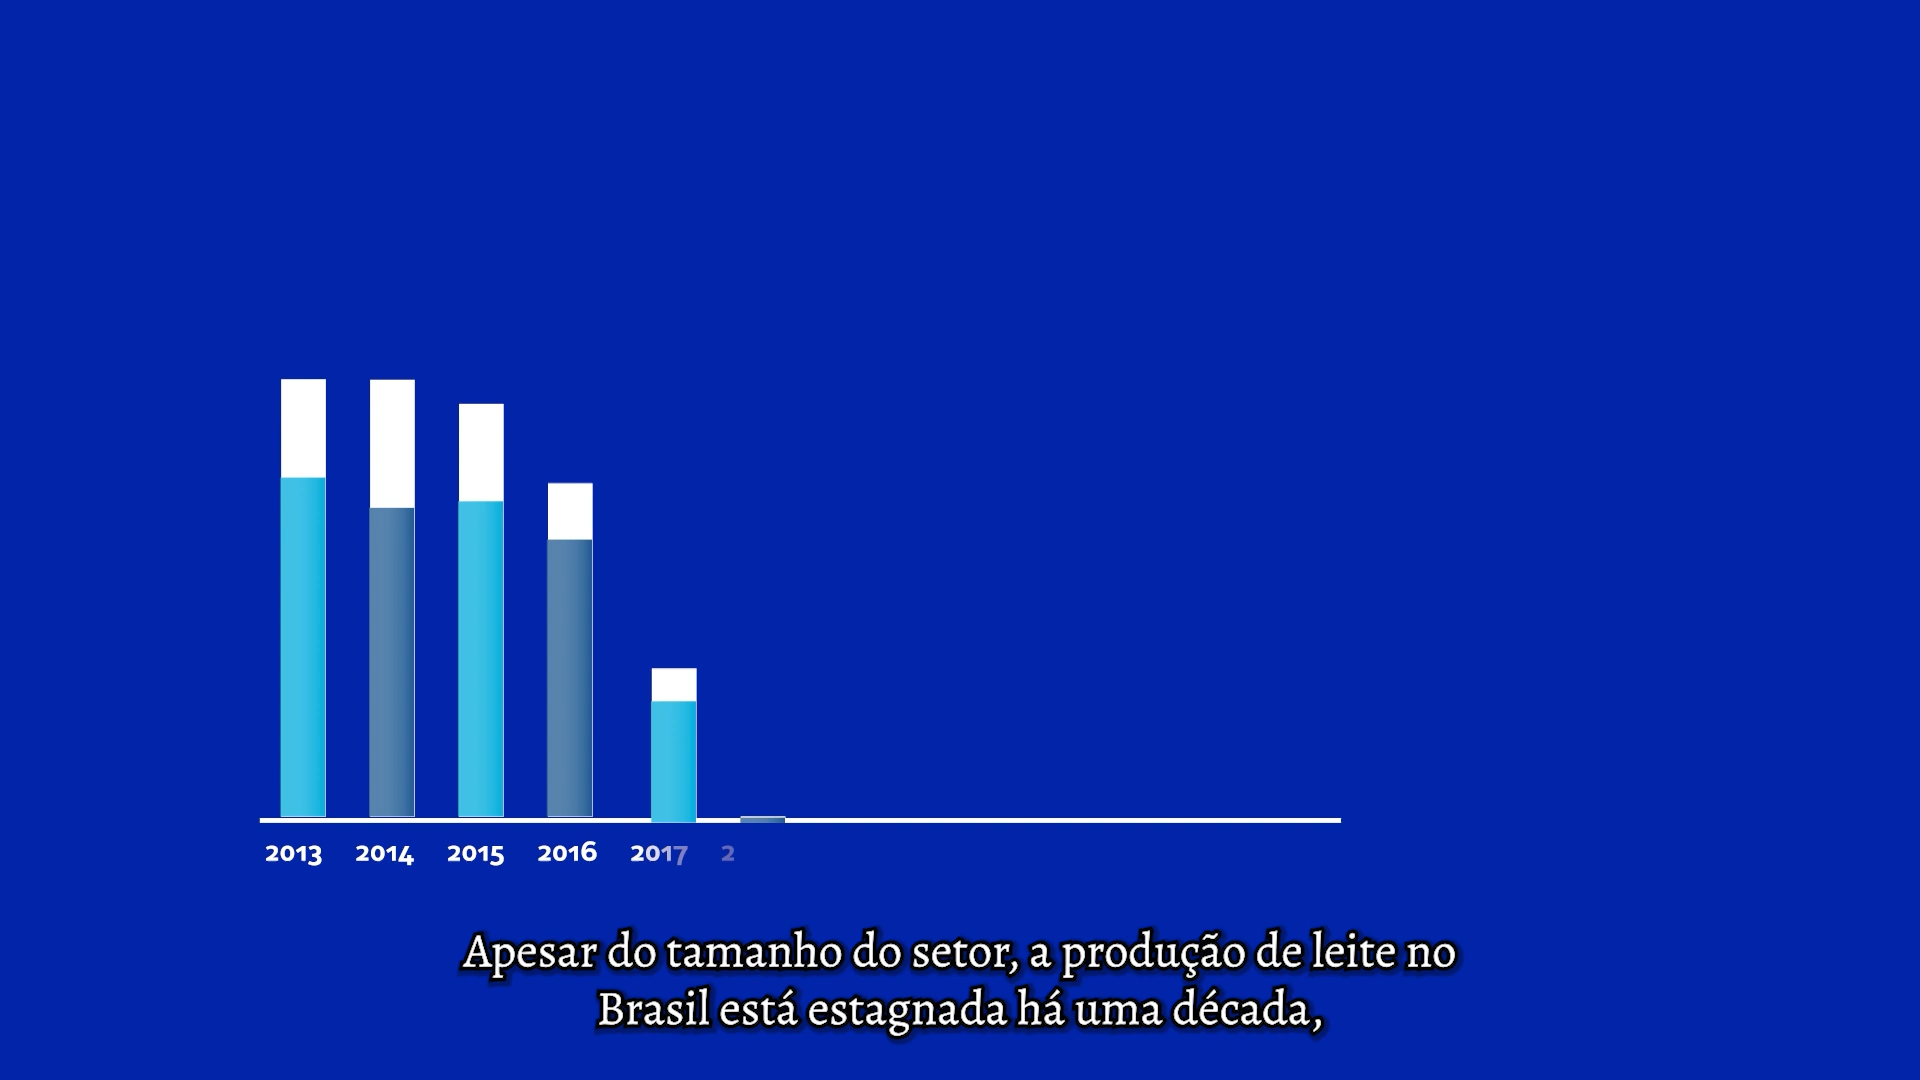 2013 2014 2015 2016 2017 2
Apesar do tamanho do setor, a produção de leite no
Brasil está estagnada há uma década,